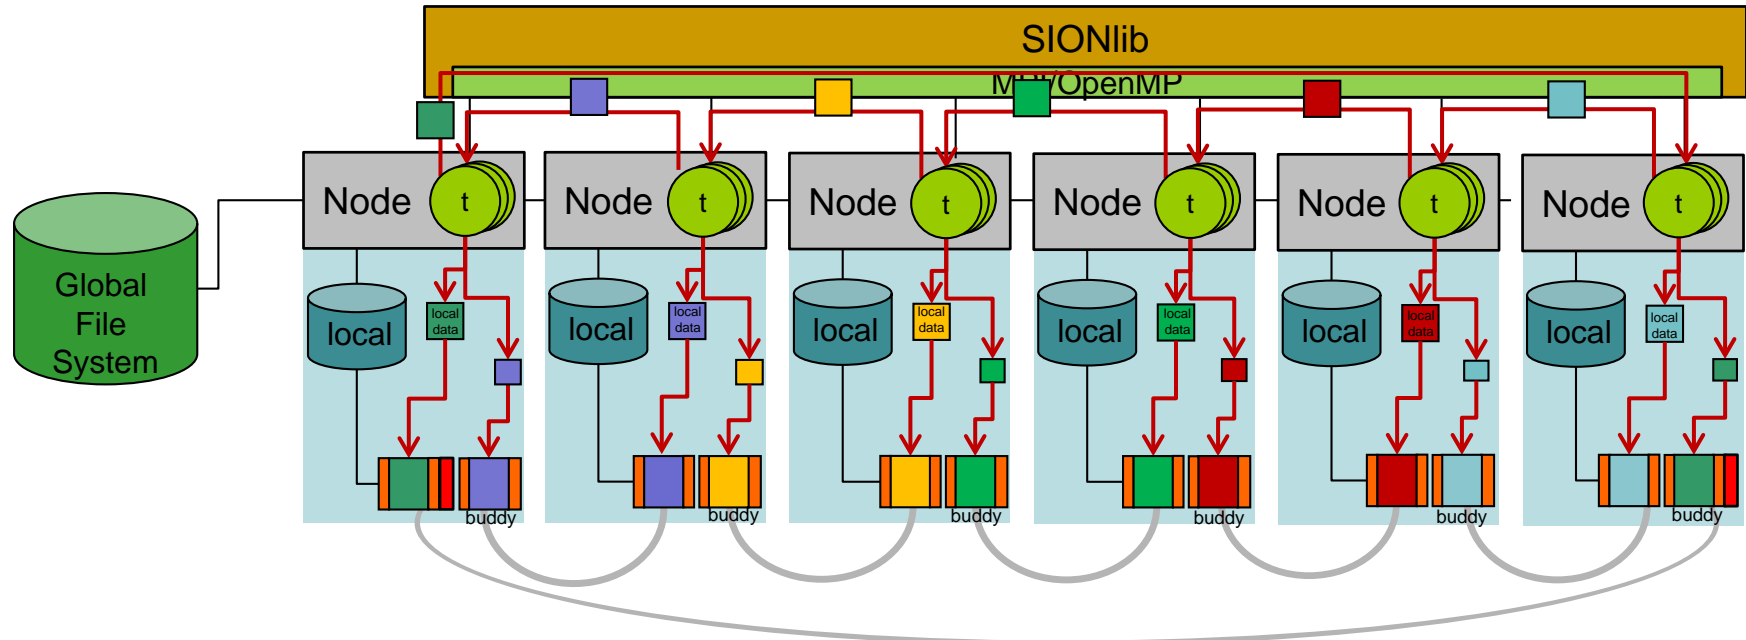 SIONlib
MPI/OpenMP
Node t
Node t
Node t
Node t
Node t
Node t
Global
File
System
local
local
data
local
local
data
local
local
data
local
local
data
local
local
data
local
local
data
buddy
buddy
buddy
buddy
buddy
buddy